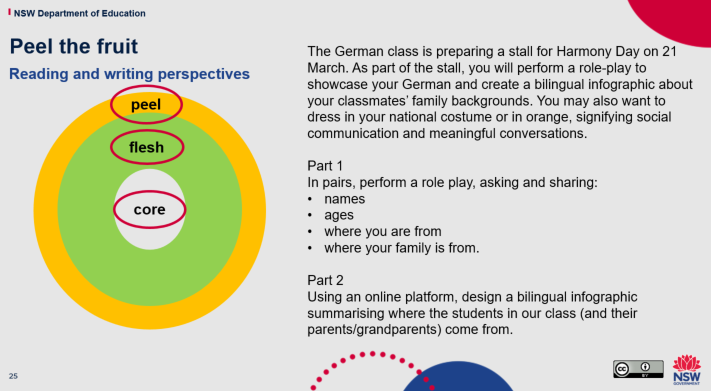 NSW Department of Education
Peel the fruit
Reading and writing perspectives
peel
flesh
core
The German class is preparing a stall for Harmony Day on 21
March. As part of the stall, you will perform a role-play to
showcase your German and create a bilingual infographic about
your classmates' family backgrounds. You may also want to
dress in your national costume or in orange, signifying social
communication and meaningful conversations.
Part 1
In pairs, perform a role play, asking and sharing:
• names
• ages
• where you are from
• where your family is from.
Part 2
Using an online platform, design a bilingual infographic
summarising where the students in our class (and their
parents/grandparents) come from.
25
cc
BY
NSW
GOVERNMENT